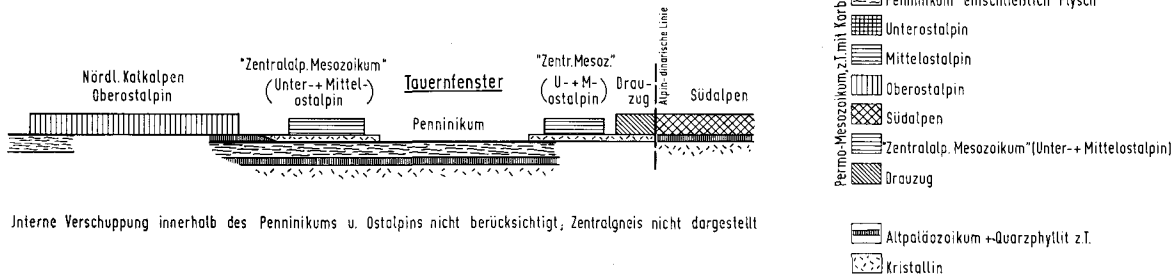 Nördl. Kalkalpen
Oberostalpin
"Zentralalp. Mesozoikum"
(Unter-+ Mittel-
ostalpin)
Tauernfenster
Penninikum
"Zentr. Mesoz."
(U-+M-
ostalpin)
Drau-
zug
Alpin-dinarische Linie
Südalpen
Jnterne Verschuppung innerhalb des Penninikums u. Ostalpins nicht berücksichtigt; Zentralgneis nicht dargestellt
Permo-Mesozoikum, z.T. mit Karb
Penninikum einschließlich Flysch
Unterostalpin
Mittelostalpin
Oberostalpin
Südalpen
"Zentralalp. Mesozoikum" (Unter-+ Mittelostalpin)
Drauzug
Altpaläozoikum + Quarzphyllit z.T.
Kristallin